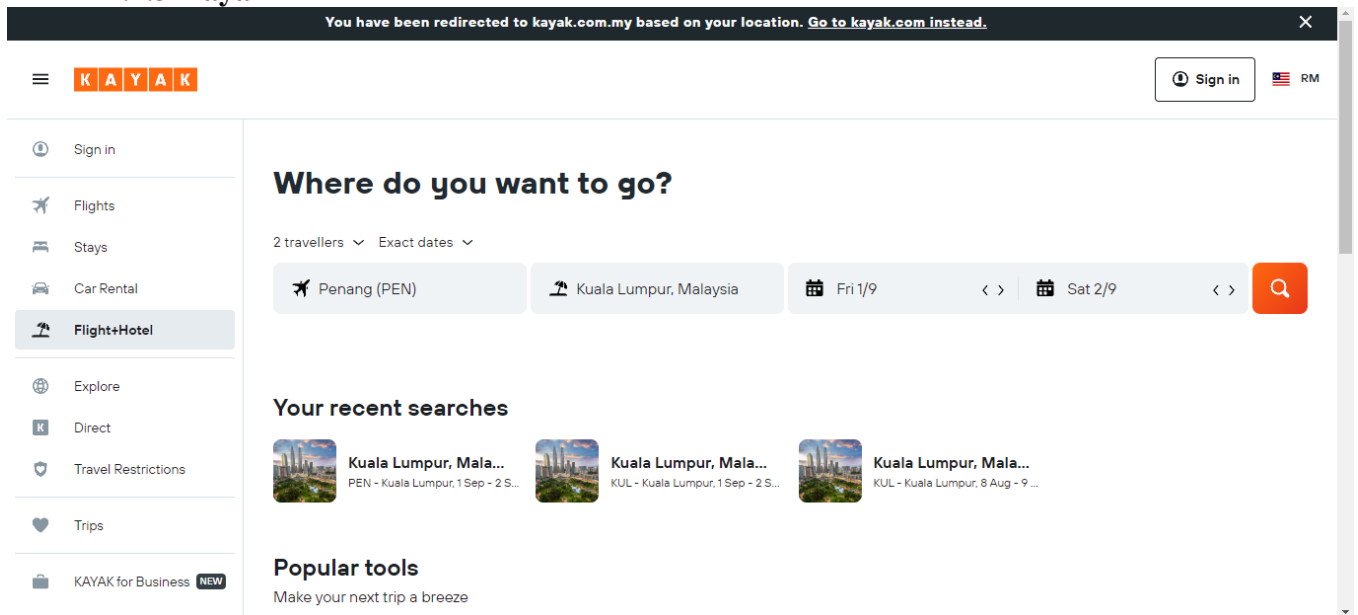 You have been redirected to kayak.com.my based on your location. Go to kayak.com instead.
KAYAK
Sign in
RM
Sign in
Flights
Stays
Car Rental
Flight+Hotel
Explore
K
Direct
Travel Restrictions
Trips
KAYAK for Business NEW
Where do you want to go?
2 travellers Exact dates
Penang (PEN) Kuala Lumpur, Malaysia Fri 1/9 Sat 2/9
Your recent searches
Kuala Lumpur, Mala...
PEN - Kuala Lumpur, 1 Sep - 2 S...
Kuala Lumpur, Mala...
KUL - Kuala Lumpur, 1 Sep - 2 S...
Kuala Lumpur, Mala...
KUL - Kuala Lumpur, 8 Aug - 9 ...
Popular tools
Make your next trip a breeze